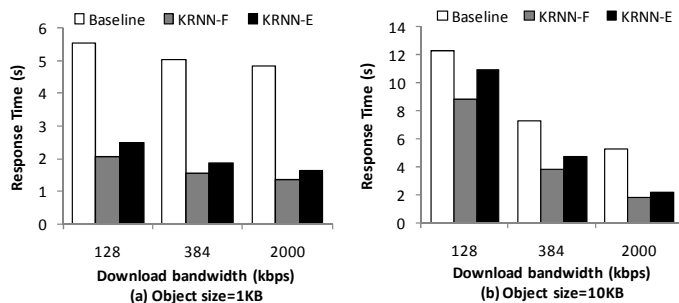 Baseline KRNN-F KRNN-E
Response Time (s)
6
5
4
3
2
1
0
128 384 2000
Download bandwidth (kbps)
(a) Object size=1KB
Baseline KRNN-F KRNN-E
Response Time (s)
14
12
10
8
6
4
2
0
128 384 2000
Download bandwidth (kbps)
(b) Object size=10KB